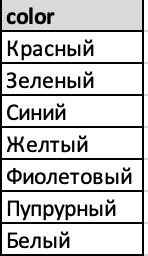 color
Красный
Зеленый
Синий
Желтый
Фиолетовый
Пупрурный
Белый